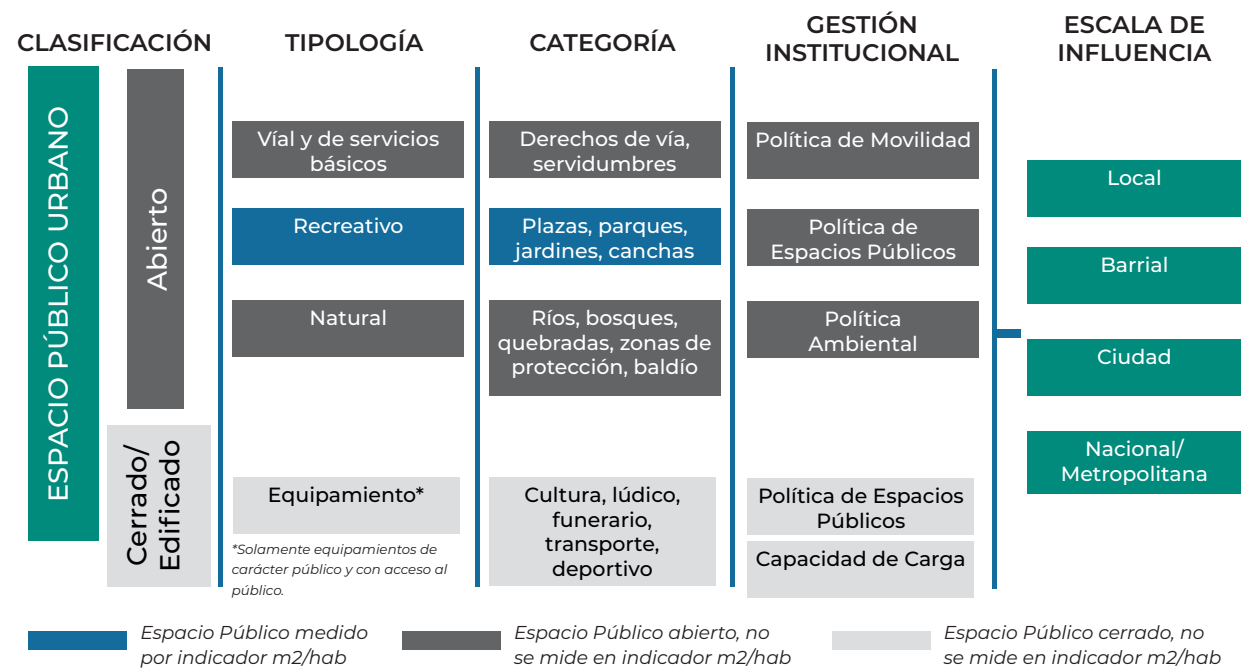 CLASIFICACIÓN
TIPOLOGÍA
CATEGORÍA
GESTIÓN
INSTITUCIONAL
ESCALA DE
INFLUENCIA
ESPACIO PÚBLICO URBANO
Abierto
Víal y de servicios
básicos
Derechos de vía,
servidumbres
Política de Movilidad
Recreativo
Plazas, parques,
jardines, canchas
Política de
Espacios Públicos
Natural
Ríos, bosques,
quebradas, zonas de
protección, baldío
Política
Ambiental
Cerrado/
Edificado
Equipamiento*
*Solamente equipamientos de
carácter público y con acceso al
público.
Cultura, lúdico,
funerario,
transporte,
deportivo
Política de Espacios
Públicos
Capacidad de Carga
Local
Barrial
Ciudad
Nacional/
Metropolitana
Espacio Público medido
por indicador m2/hab
Espacio Público abierto, no
se mide en indicador m2/hab
Espacio Público cerrado, no
se mide en indicador m2/hab